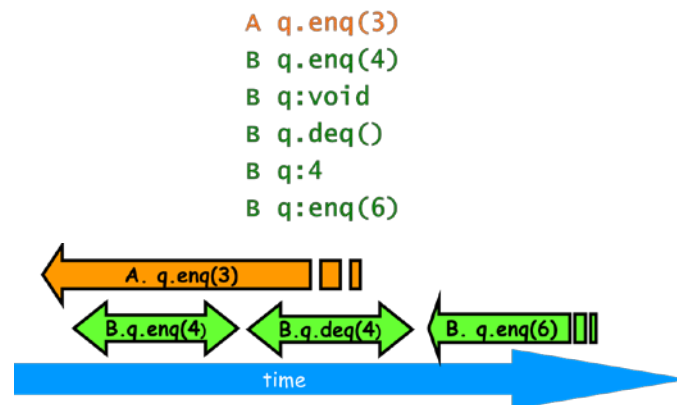 A q.enq(3)
B q.enq(4)
B q:void
B q.deq()
B q:4
B q:enq(6)
A. q.enq(3)
B.q.enq(4) B.q.deq(4) B. q.enq(6)
time